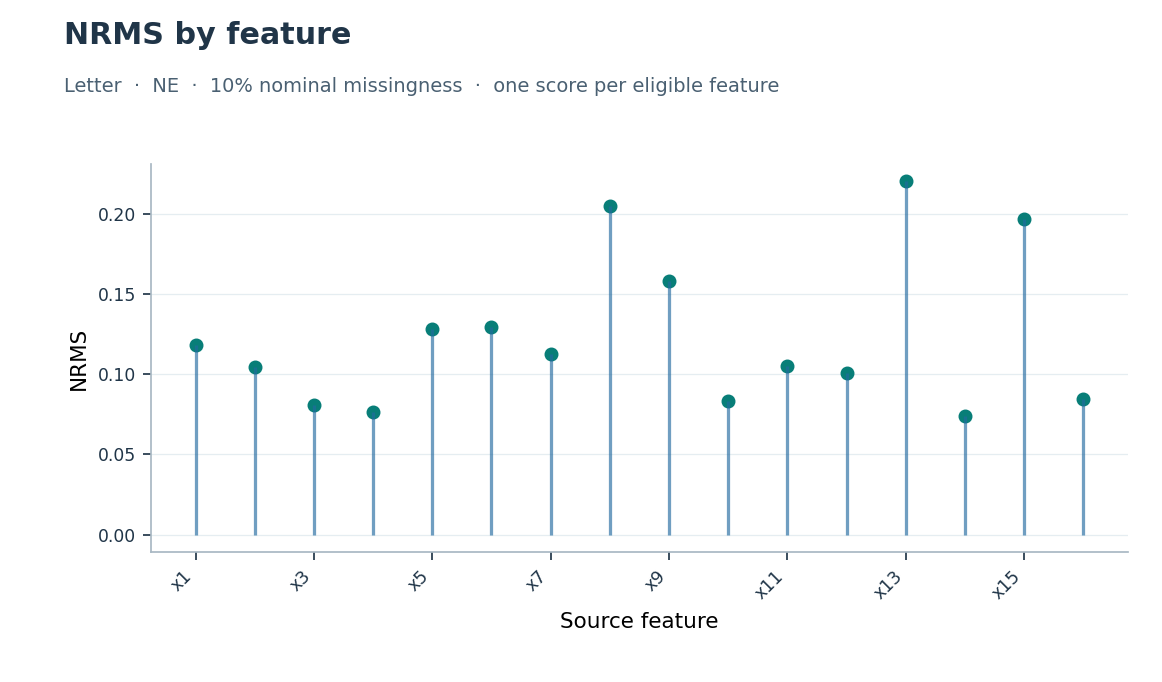 NRMS by feature
Letter · NE · 10% nominal missingness · one score per eligible feature
NRMS
0.20
0.15
0.10
0.05
0.00
x1 x3 x5 x7 x9 x11 x13 x15
Source feature